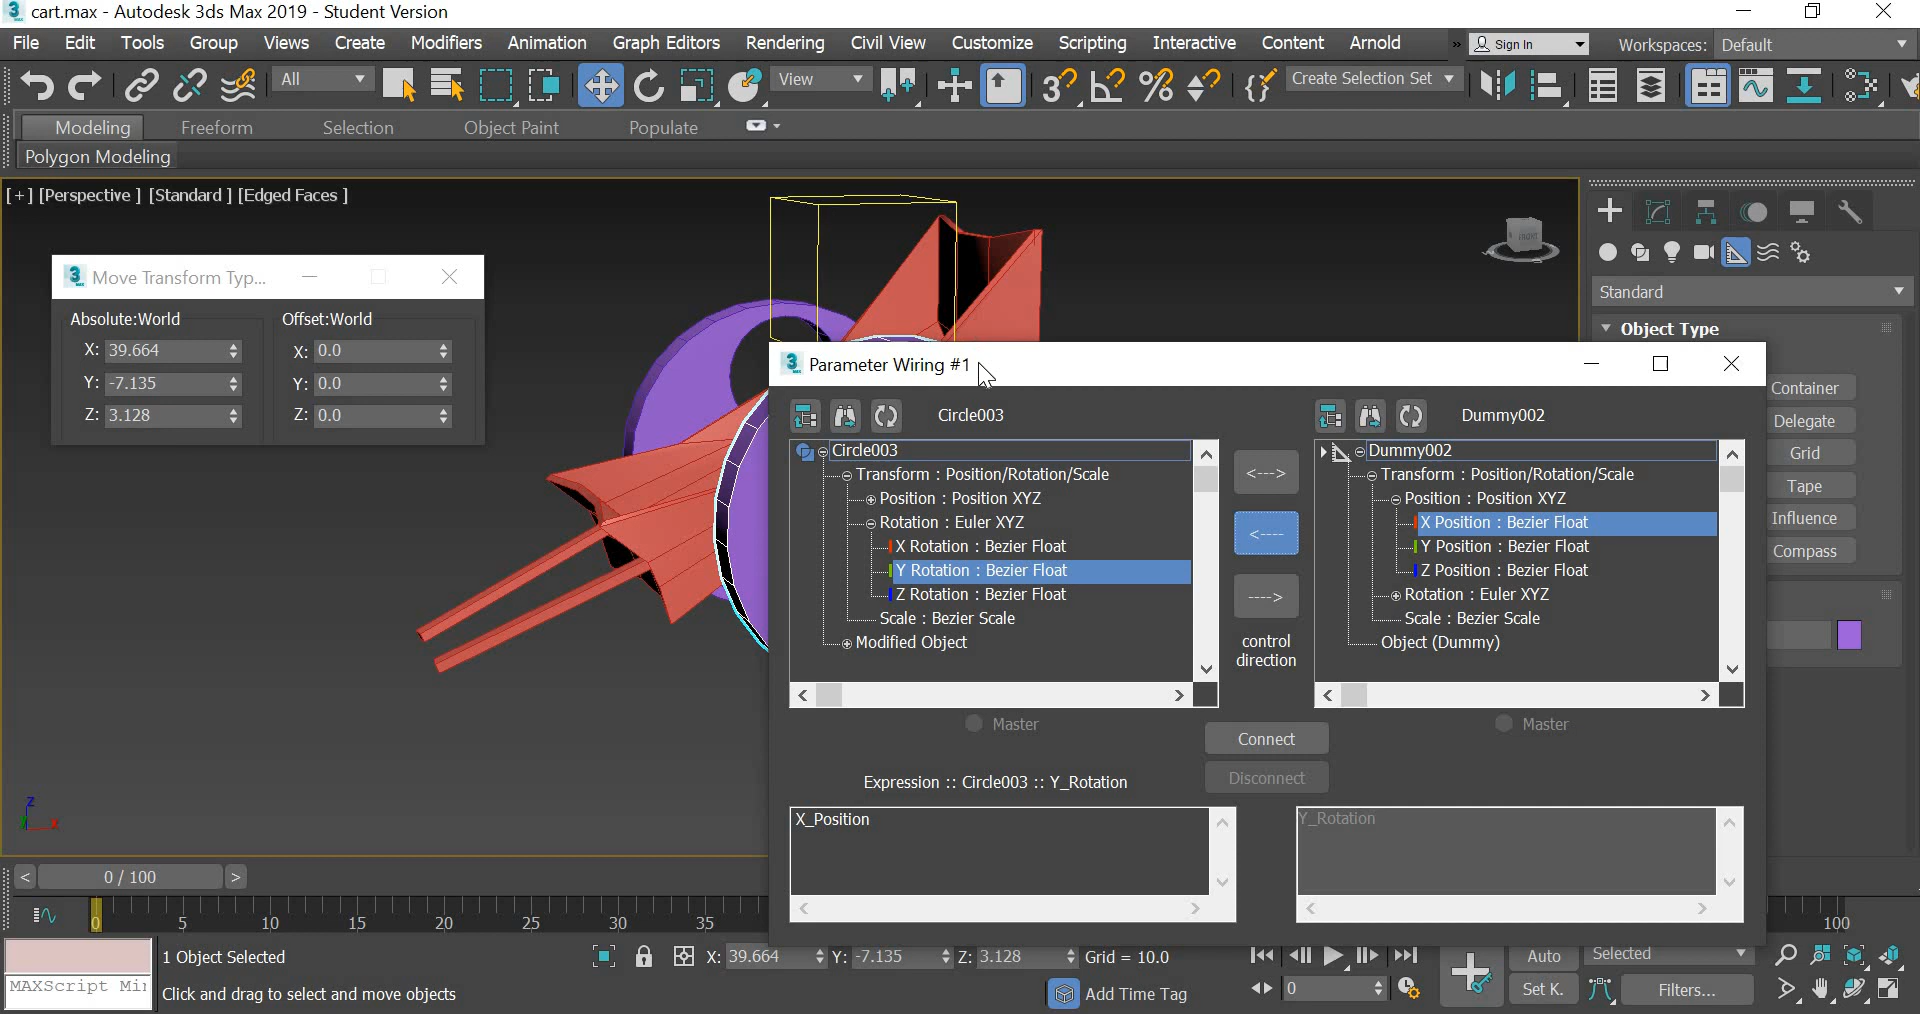 cart.max - Autodesk 3ds Max 2019 - Student Version
File Edit Tools Group Views Create Modifiers Animation Graph Editors Rendering Civil View Customize Scripting Interactive Content Arnold » Sign In Workspaces: Default
All View Create Selection Set
Modeling Freeform Selection Object Paint Populate
Polygon Modeling
[+] [Perspective ] [Standard ] [Edged Faces ]
Move Transform Typ...
Absolute:World Offset:World
X: 39.664 X: 0.0
Y: -7.135 Y: 0.0
Z: 3.128 Z: 0.0
Standard
Object Type
Container
Delegate
Grid
Tape
Influence
Compass
Parameter Wiring #1
Circle003 Dummy002
Circle003
Transform : Position/Rotation/Scale
Position : Position XYZ
Rotation : Euler XYZ
X Rotation : Bezier Float
Y Rotation : Bezier Float
Z Rotation : Bezier Float
Scale : Bezier Scale
Modified Object
<--->
<----
---->
control
direction
Dummy002
Transform : Position/Rotation/Scale
Position : Position XYZ
X Position : Bezier Float
Y Position : Bezier Float
Z Position : Bezier Float
Rotation : Euler XYZ
Scale : Bezier Scale
Object (Dummy)
Master Master
Connect
Disconnect
Expression :: Circle003 :: Y_Rotation
X_Position Y_Rotation
z
x
< 0 / 100 >
0 5 10 15 20 25 30 35 100
1 Object Selected X: 39.664 Y: -7.135 Z: 3.128 Grid = 10.0 Auto Selected
MAXScript Mi Click and drag to select and move objects Add Time Tag 0 Set K. Filters...